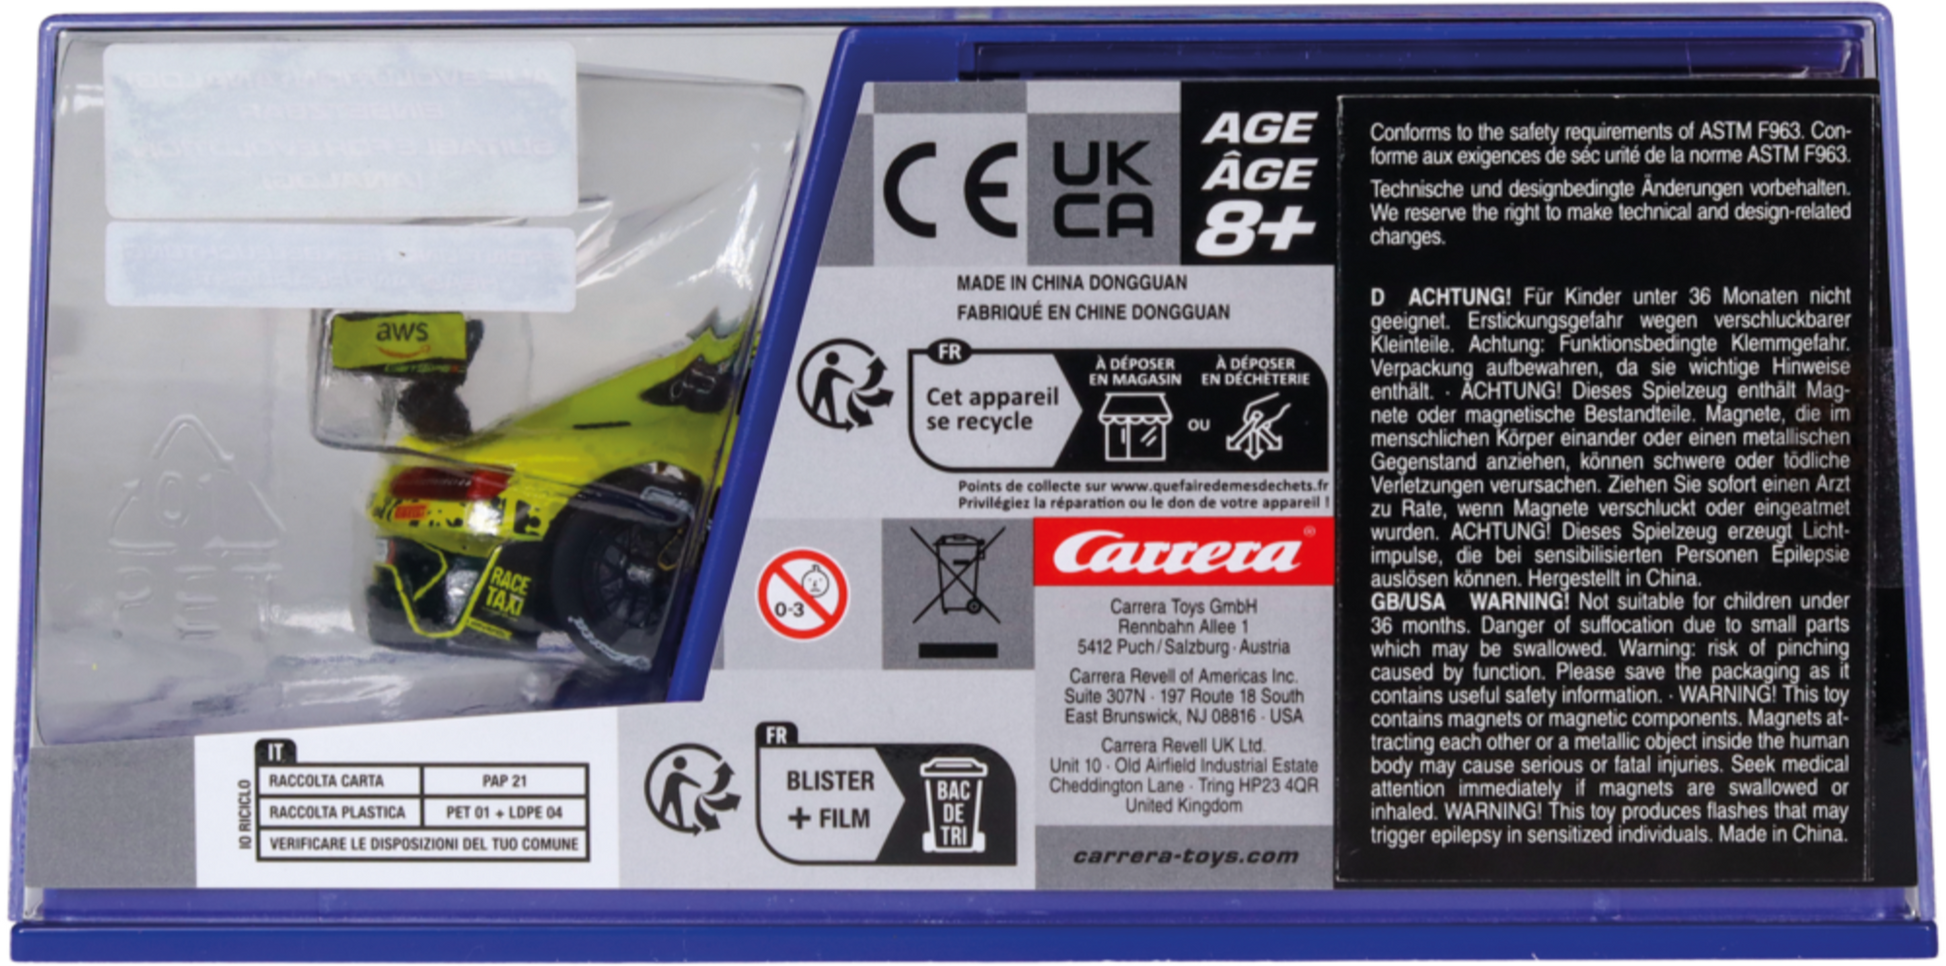 aws
RACE
TAXI
CE
UK
CA
AGE
ÂGE
8+
MADE IN CHINA DONGGUAN
FABRIQUÉ EN CHINE DONGGUAN
FR
Cet appareil
se recycle
À DÉPOSER
EN MAGASIN
OU
À DÉPOSER
EN DÉCHÈTERIE
Points de collecte sur www.quefairedemesdechets.fr
Privilégiez la réparation ou le don de votre appareil !
0-3
Carrera®
Carrera Toys GmbH
Rennbahn Allee 1
5412 Puch / Salzburg · Austria
Carrera Revell of Americas Inc.
Suite 307N · 197 Route 18 South
East Brunswick, NJ 08816 · USA
Carrera Revell UK Ltd.
Unit 10 · Old Airfield Industrial Estate
Cheddington Lane · Tring HP23 4QR
United Kingdom
carrera-toys.com
IO RICICLO
IT
RACCOLTA CARTA PAP 21
RACCOLTA PLASTICA PET 01 + LDPE 04
VERIFICARE LE DISPOSIZIONI DEL TUO COMUNE
FR
BLISTER
+ FILM
BAC
DE
TRI
Conforms to the safety requirements of ASTM F963. Con-
forme aux exigences de séc urité de la norme ASTM F963.
Technische und designbedingte Änderungen vorbehalten.
We reserve the right to make technical and design-related
changes.
D ACHTUNG! Für Kinder unter 36 Monaten nicht
geeignet. Erstickungsgefahr wegen verschluckbarer
Kleinteile. Achtung: Funktionsbedingte Klemmgefahr.
Verpackung aufbewahren, da sie wichtige Hinweise
enthält. · ACHTUNG! Dieses Spielzeug enthält Mag-
nete oder magnetische Bestandteile. Magnete, die im
menschlichen Körper einander oder einen metallischen
Gegenstand anziehen, können schwere oder tödliche
Verletzungen verursachen. Ziehen Sie sofort einen Arzt
zu Rate, wenn Magnete verschluckt oder eingeatmet
wurden. ACHTUNG! Dieses Spielzeug erzeugt Licht-
impulse, die bei sensibilisierten Personen Epilepsie
auslösen können. Hergestellt in China.
GB/USA WARNING! Not suitable for children under
36 months. Danger of suffocation due to small parts
which may be swallowed. Warning: risk of pinching
caused by function. Please save the packaging as it
contains useful safety information. · WARNING! This toy
contains magnets or magnetic components. Magnets at-
tracting each other or a metallic object inside the human
body may cause serious or fatal injuries. Seek medical
attention immediately if magnets are swallowed or
inhaled. WARNING! This toy produces flashes that may
trigger epilepsy in sensitized individuals. Made in China.